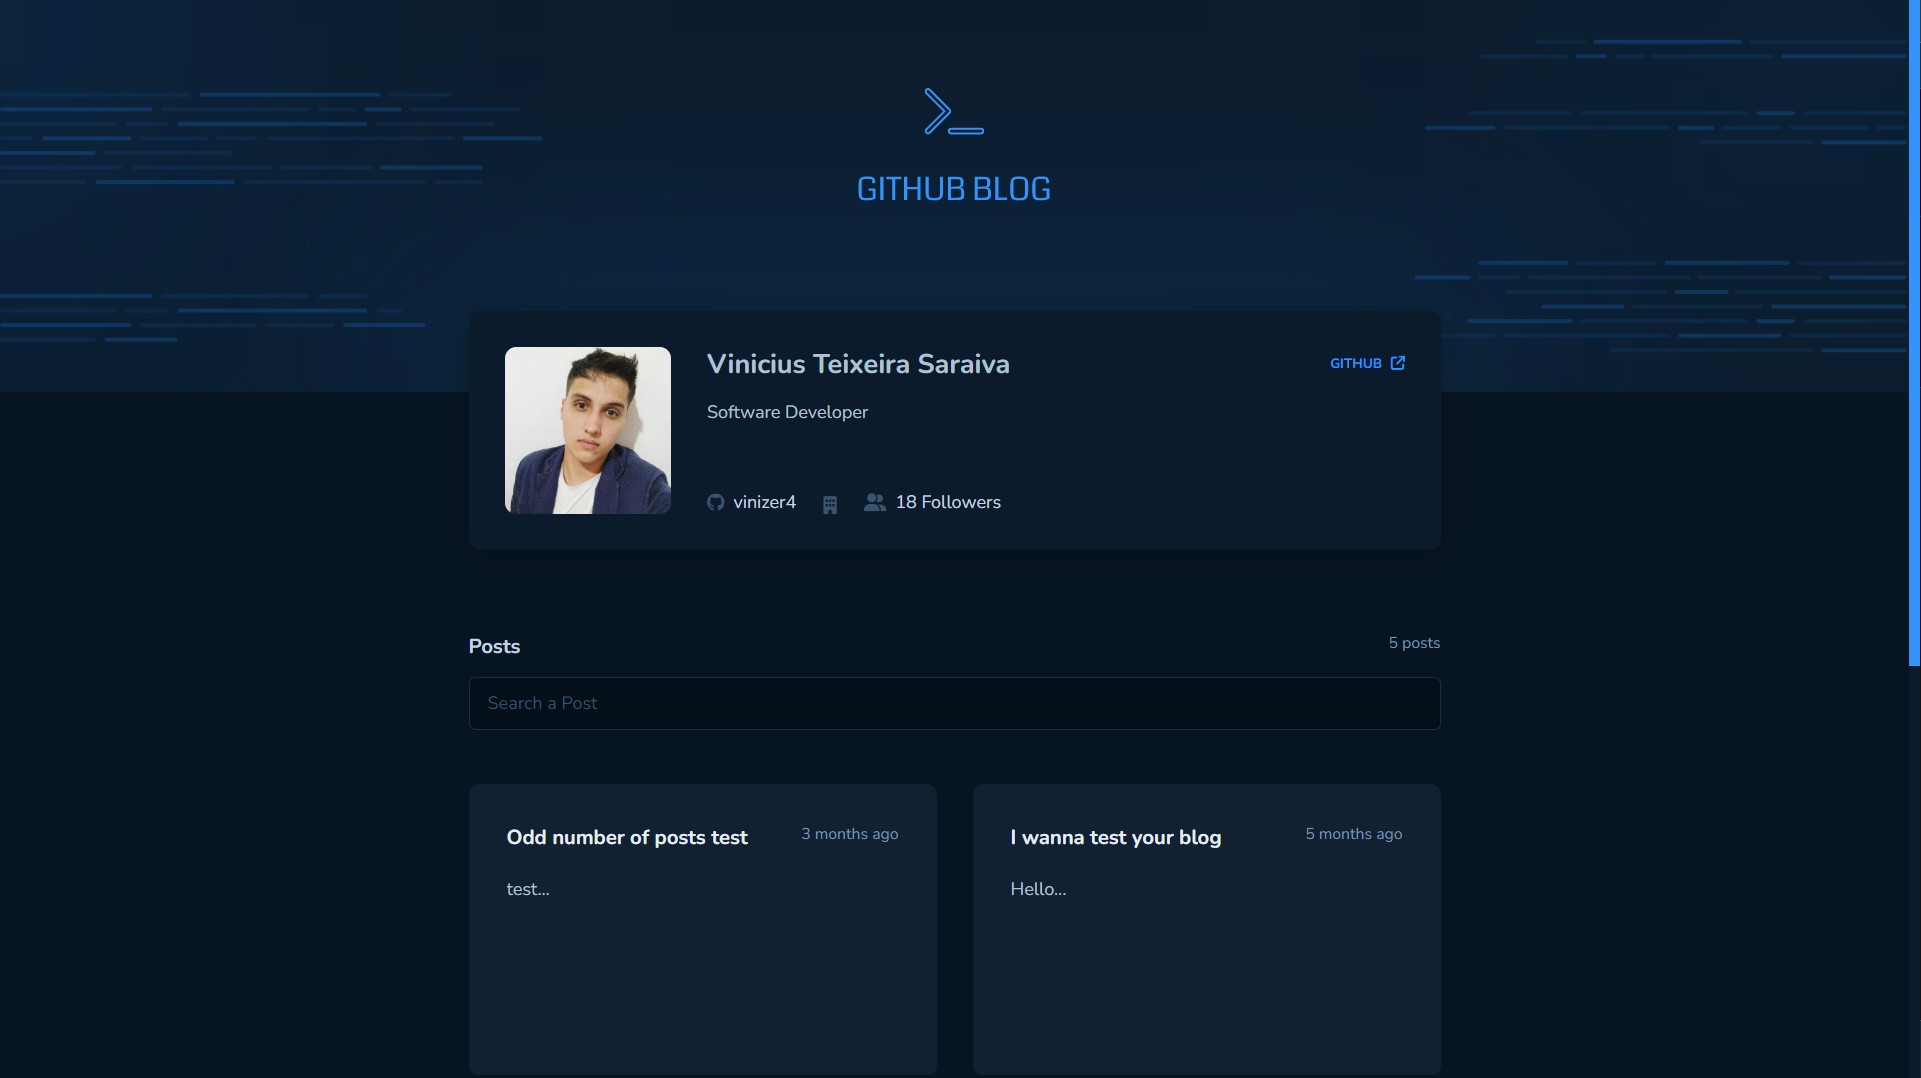 GITHUB BLOG
Vinicius Teixeira Saraiva
GITHUB
Software Developer
vinizer4
18 Followers
Posts
5 posts
Search a Post
Odd number of posts test
3 months ago
test...
I wanna test your blog
5 months ago
Hello...